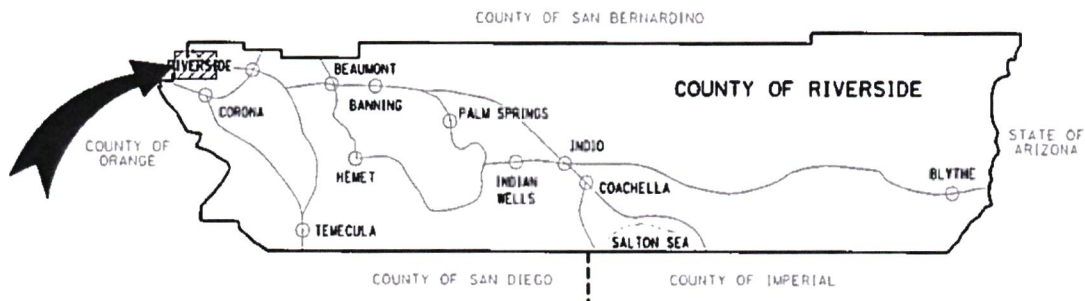 COUNTY OF SAN BERNARDINO
RIVERSIDE
BEAUMONT
BANNING
COUNTY OF RIVERSIDE
CORONA
PALM SPRINGS
COUNTY OF
ORANGE
STATE OF
ARIZONA
HEMET
INDIO
INDIAN
WELLS
COACHELLA
BLYTHE
TEMECULA
SALTON SEA
COUNTY OF SAN DIEGO
COUNTY OF IMPERIAL